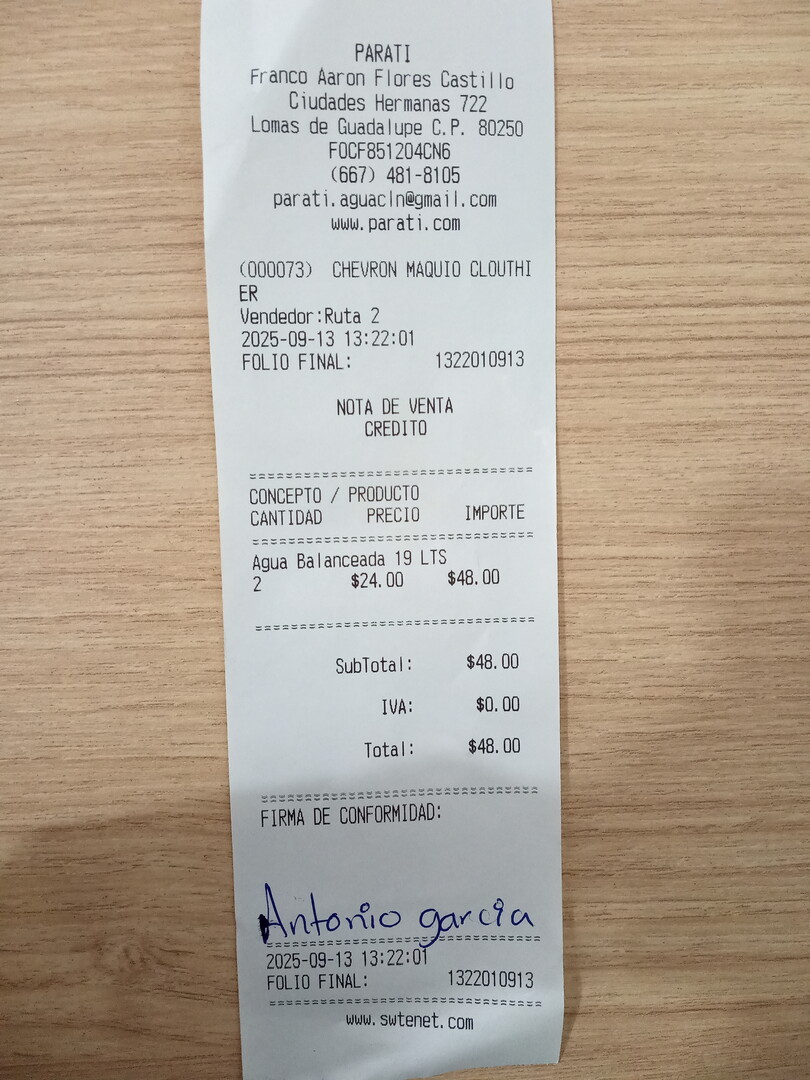 PARATI
Franco Aaron Flores Castillo
Ciudades Hermanas 722
Lomas de Guadalupe C.P. 80250
FOCF851204CN6
(667) 481-8105
parati.aguacln@gmail.com
www.parati.com
(000073) CHEVRON MAQUIO CLOUTHI
ER
Vendedor:Ruta 2
2025-09-13 13:22:01
FOLIO FINAL: 1322010913
NOTA DE VENTA
CREDITO
================================
CONCEPTO / PRODUCTO
CANTIDAD PRECIO IMPORTE
================================
Agua Balanceada 19 LTS
2 $24.00 $48.00
================================
SubTotal: $48.00
IVA: $0.00
Total: $48.00
================================
FIRMA DE CONFORMIDAD:
Antonio garcia
================================
2025-09-13 13:22:01
FOLIO FINAL: 1322010913
================================
www.swtenet.com